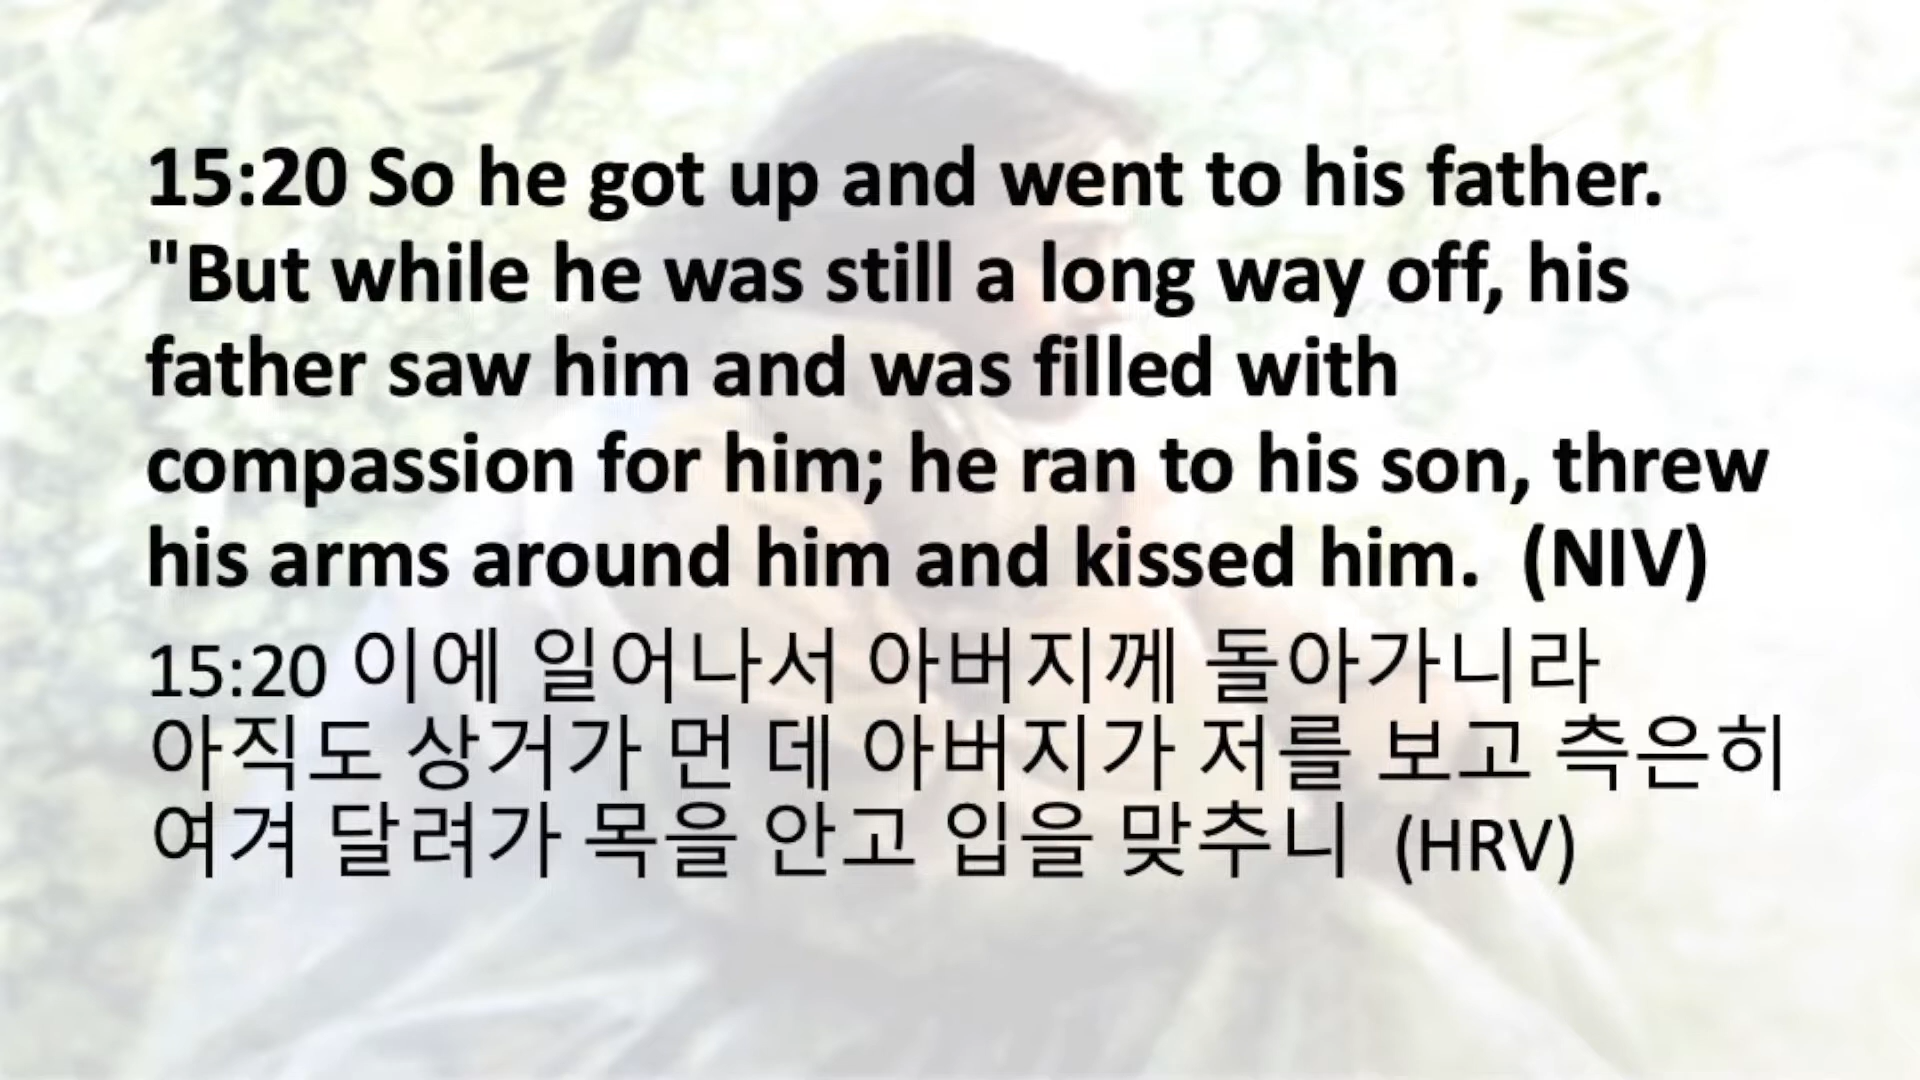 15:20 So he got up and went to his father.
"But while he was still a long way off, his
father saw him and was filled with
compassion for him; he ran to his son, threw
his arms around him and kissed him.  (NIV)
15:20 이에 일어나서 아버지께 돌아가니라
아직도 상거가 먼 데 아버지가 저를 보고 측은히
여겨 달려가 목을 안고 입을 맞추니  (HRV)